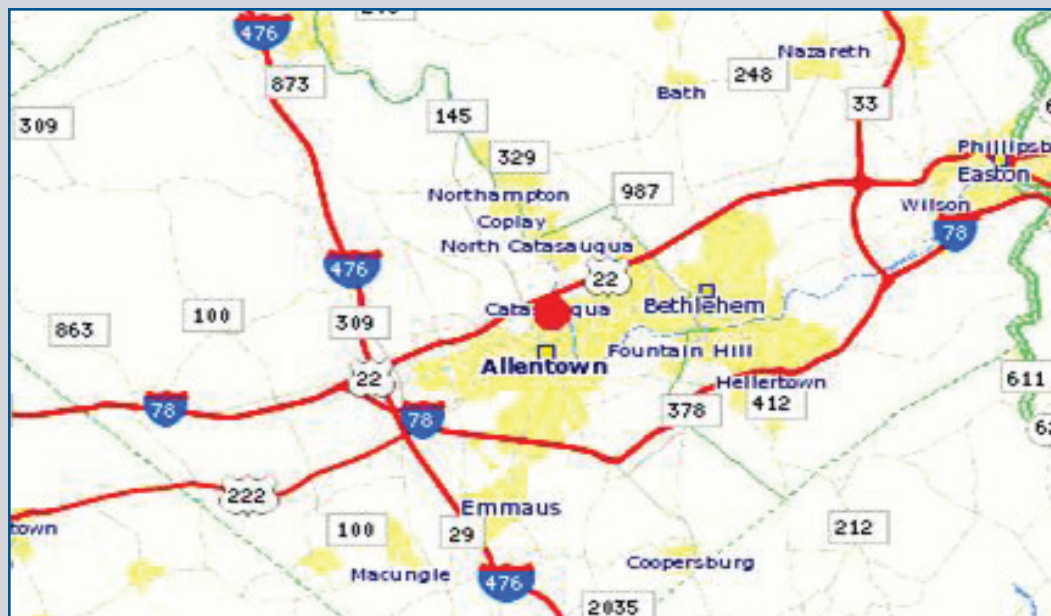 476
873
309
145
329
Northampton
Coplay
North Catasauqua
987
Bath
248
Nazareth
33
Easton
Wilson
78
22
Bethlehem
Fountain Hill
Allentown
476
309
100
863
22
78
78
Hellertown
378
412
611
222
Emmaus
100
29
212
Macungie
Coopersburg
476
2035